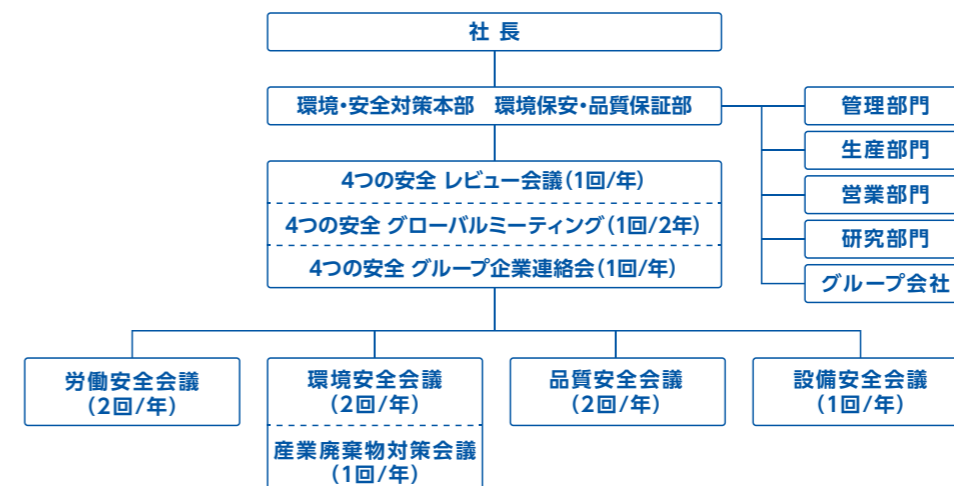 社長
環境・安全対策本部　環境保安・品質保証部
管理部門
生産部門
営業部門
研究部門
グループ会社
4つの安全 レビュー会議(1回/年)
4つの安全 グローバルミーティング(1回/2年)
4つの安全 グループ企業連絡会(1回/年)
労働安全会議
(2回/年)
環境安全会議
(2回/年)
産業廃棄物対策会議
(1回/年)
品質安全会議
(2回/年)
設備安全会議
(1回/年)